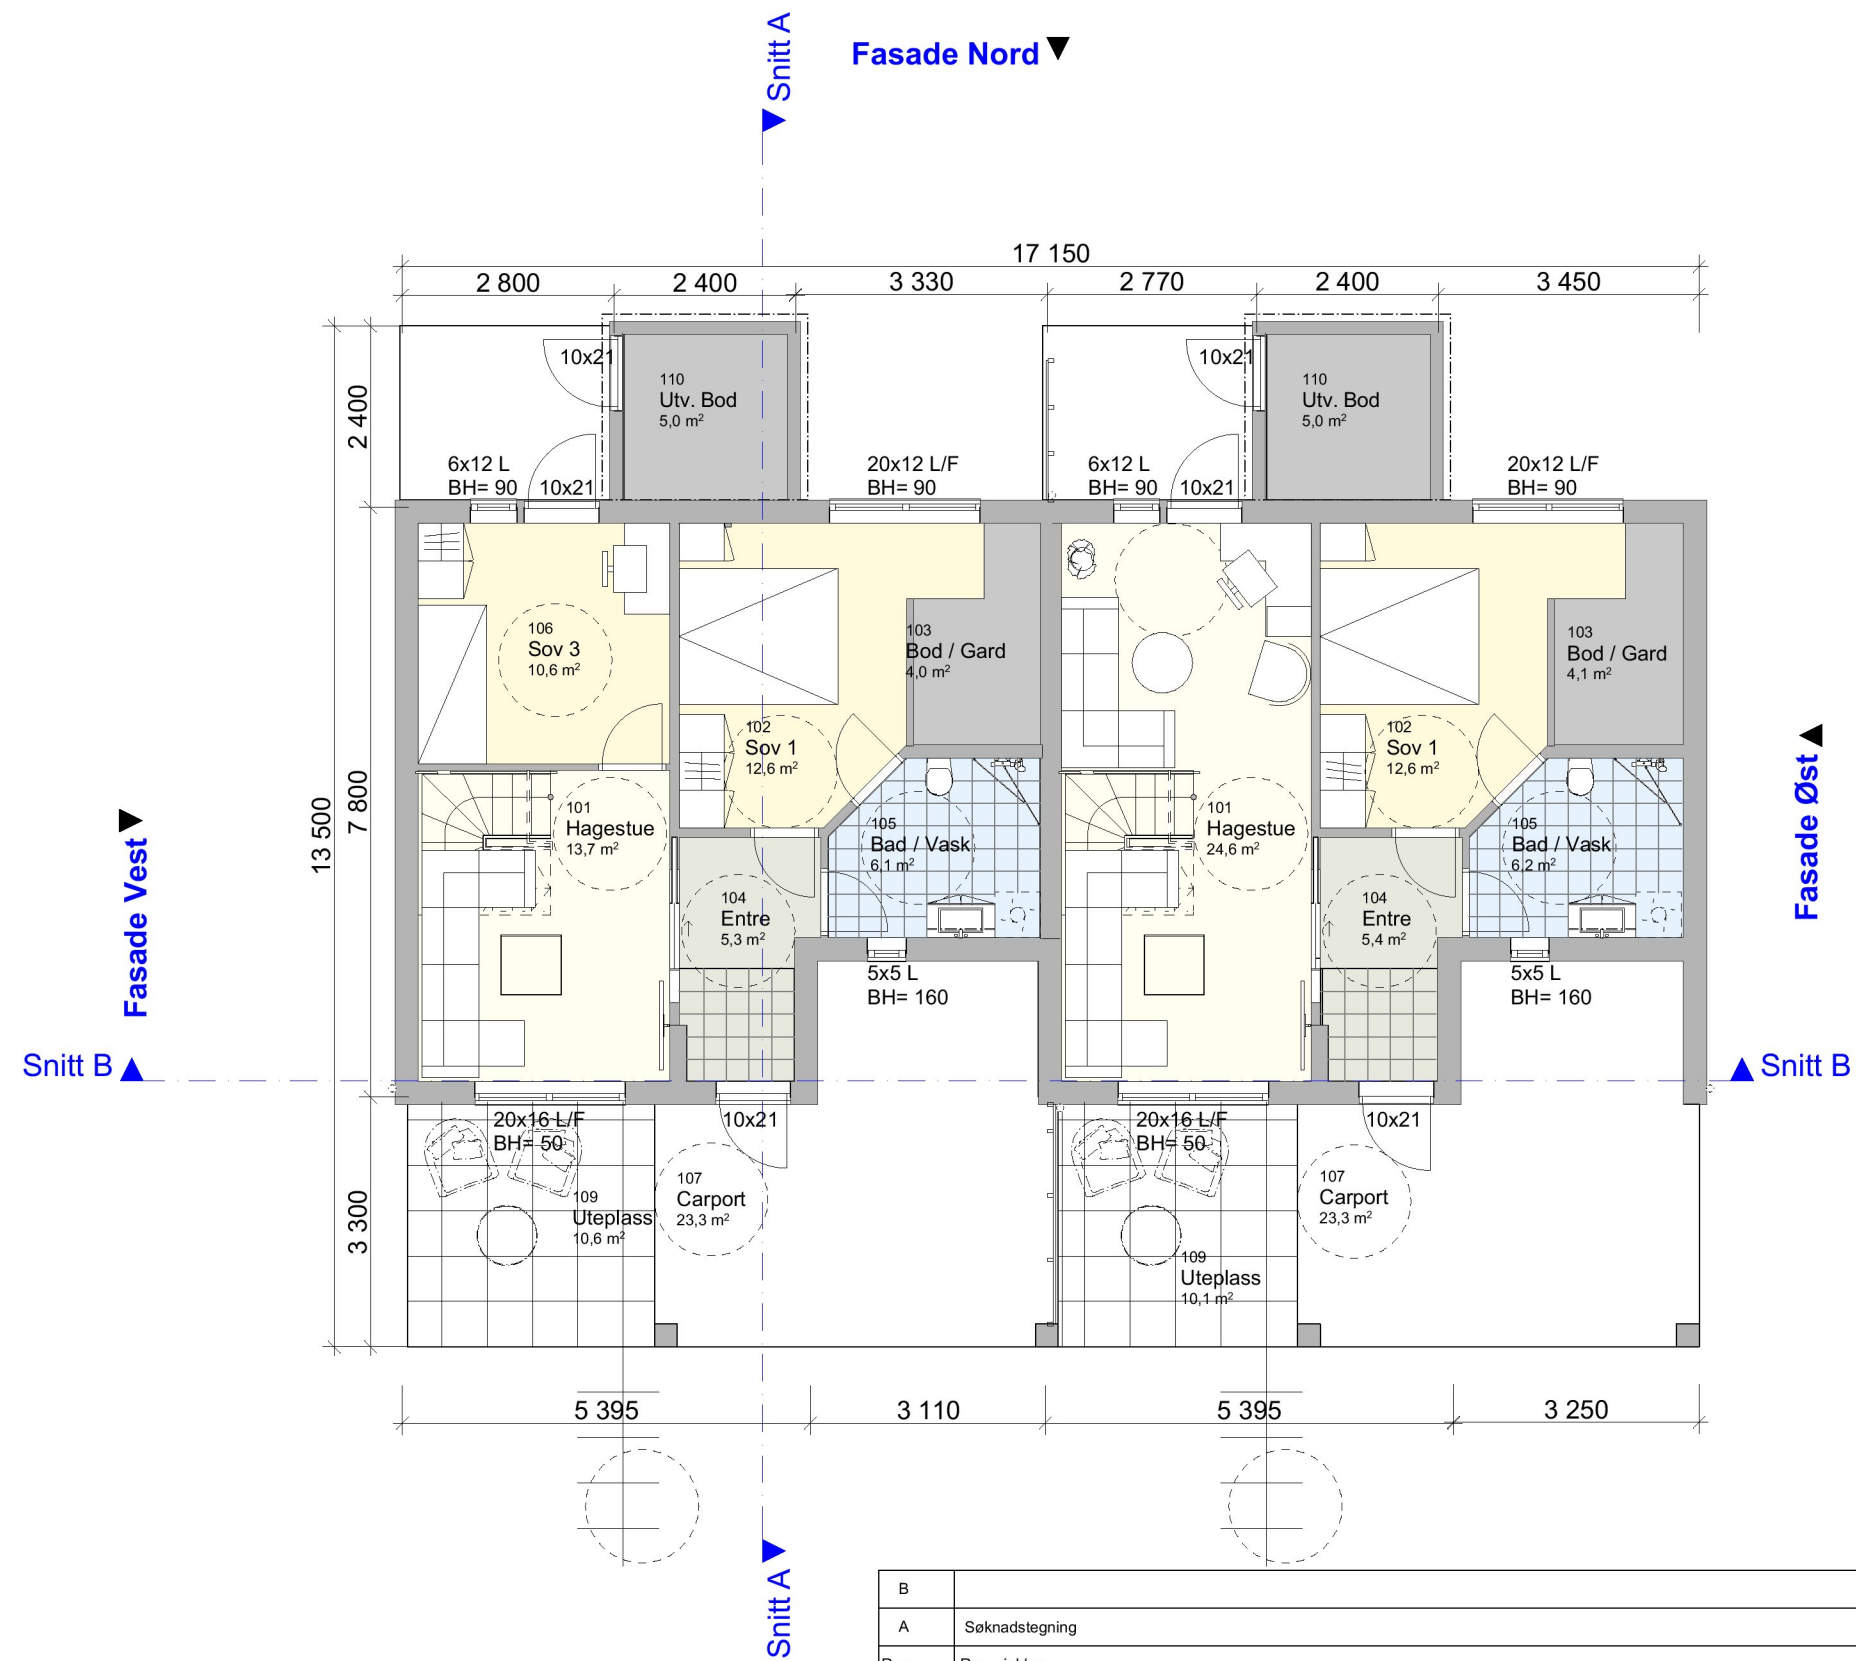 Snitt A
Fasade Nord
17 150
2 800
2 400
3 330
2 770
2 400
3 450
10x21
10x21
110
Utv. Bod
5,0 m²
110
Utv. Bod
5,0 m²
2 400
6x12 L
BH= 90
10x21
20x12 L/F
BH= 90
6x12 L
BH= 90
10x21
20x12 L/F
BH= 90
106
Sov 3
10,6 m²
103
Bod / Gard
4,0 m²
103
Bod / Gard
4,1 m²
102
Sov 1
12,6 m²
102
Sov 1
12,6 m²
13 500
7 800
101
Hagestue
13,7 m²
105
Bad / Vask
6,1 m²
101
Hagestue
24,6 m²
105
Bad / Vask
6,2 m²
Fasade Vest
Fasade Øst
104
Entre
5,3 m²
104
Entre
5,4 m²
5x5 L
BH= 160
5x5 L
BH= 160
Snitt B
Snitt B
20x16 L/F
BH= 50
10x21
20x16 L/F
BH= 50
10x21
107
Carport
23,3 m²
107
Carport
23,3 m²
109
Uteplass
10,6 m²
109
Uteplass
10,1 m²
3 300
5 395
3 110
5 395
3 250
Snitt A
B
A Søknadstegning